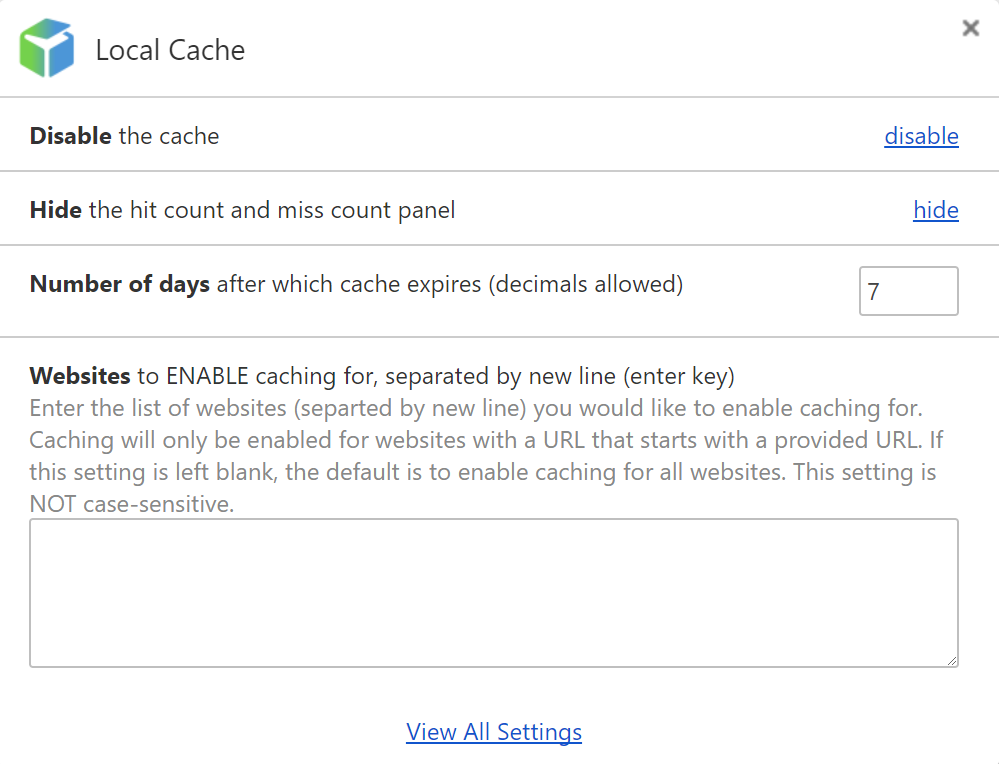 Local Cache
Disable the cache
disable
Hide the hit count and miss count panel
hide
Number of days after which cache expires (decimals allowed)
7
Websites to ENABLE caching for, separated by new line (enter key)
Enter the list of websites (separted by new line) you would like to enable caching for.
Caching will only be enabled for websites with a URL that starts with a provided URL. If
this setting is left blank, the default is to enable caching for all websites. This setting is
NOT case-sensitive.
View All Settings